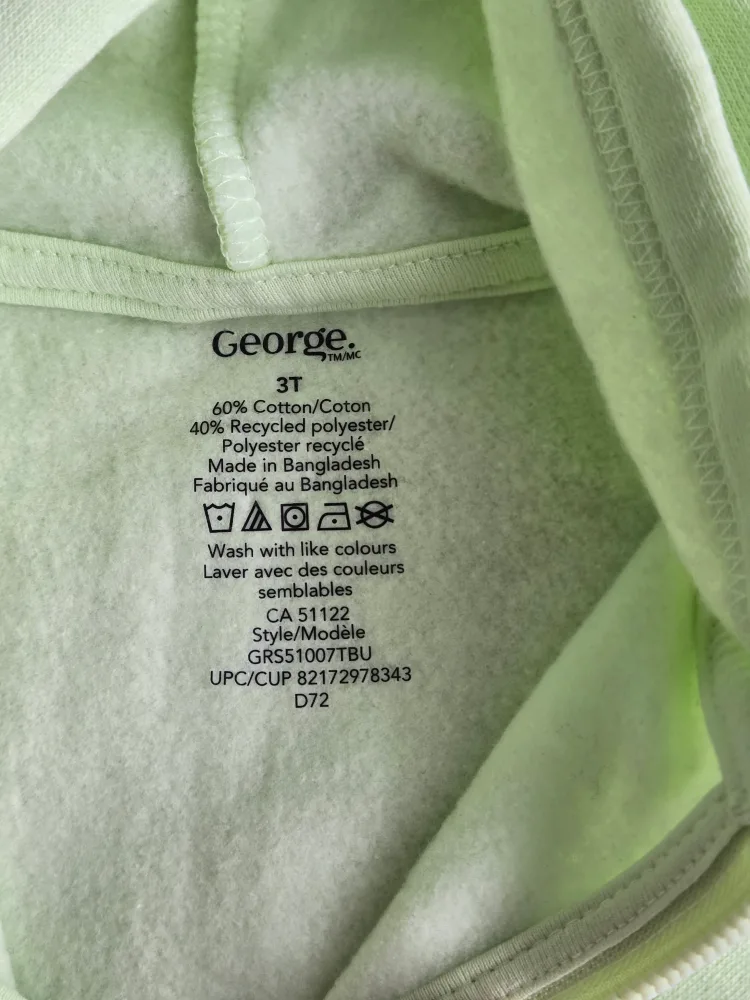 George.
TM/MC
3T
60% Cotton/Coton
40% Recycled polyester/
Polyester recyclé
Made in Bangladesh
Fabriqué au Bangladesh
Wash with like colours
Laver avec des couleurs
semblables
CA 51122
Style/Modèle
GRS51007TBU
UPC/CUP 82172978343
D72